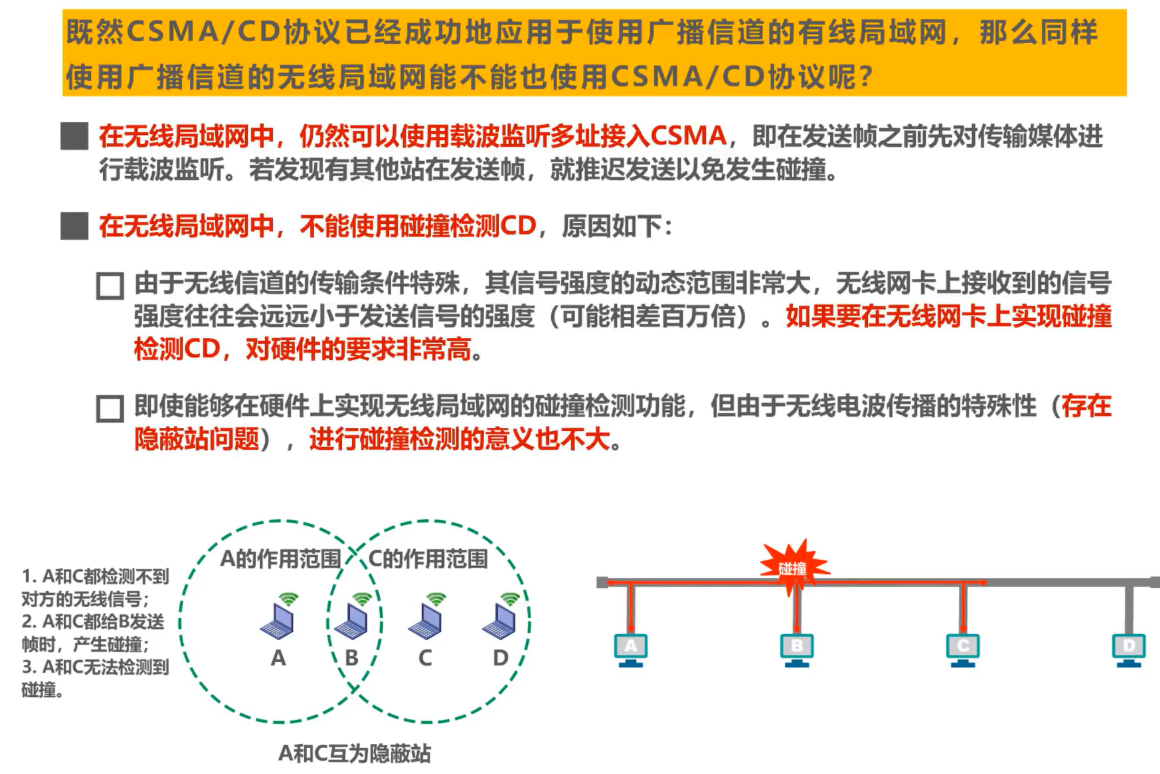 既然CSMA/CD协议已经成功地应用于使用广播信道的有线局域网，那么同样
使用广播信道的无线局域网能不能也使用CSMA/CD协议呢？
在无线局域网中，仍然可以使用载波监听多址接入CSMA，即在发送帧之前先对传输媒体进
行载波监听。若发现有其他站在发送帧，就推迟发送以免发生碰撞。
在无线局域网中，不能使用碰撞检测CD，原因如下：
由于无线信道的传输条件特殊，其信号强度的动态范围非常大，无线网卡上接收到的信号
强度往往会远远小于发送信号的强度（可能相差百万倍）。如果要在无线网卡上实现碰撞
检测CD，对硬件的要求非常高。
即使能够在硬件上实现无线局域网的碰撞检测功能，但由于无线电波传播的特殊性（存在
隐蔽站问题），进行碰撞检测的意义也不大。
1. A和C都检测不到
对方的无线信号；
2. A和C都给B发送
帧时，产生碰撞；
3. A和C无法检测到
碰撞。
A的作用范围
C的作用范围
A
B
C
D
A和C互为隐蔽站
碰撞
A
B
C
D